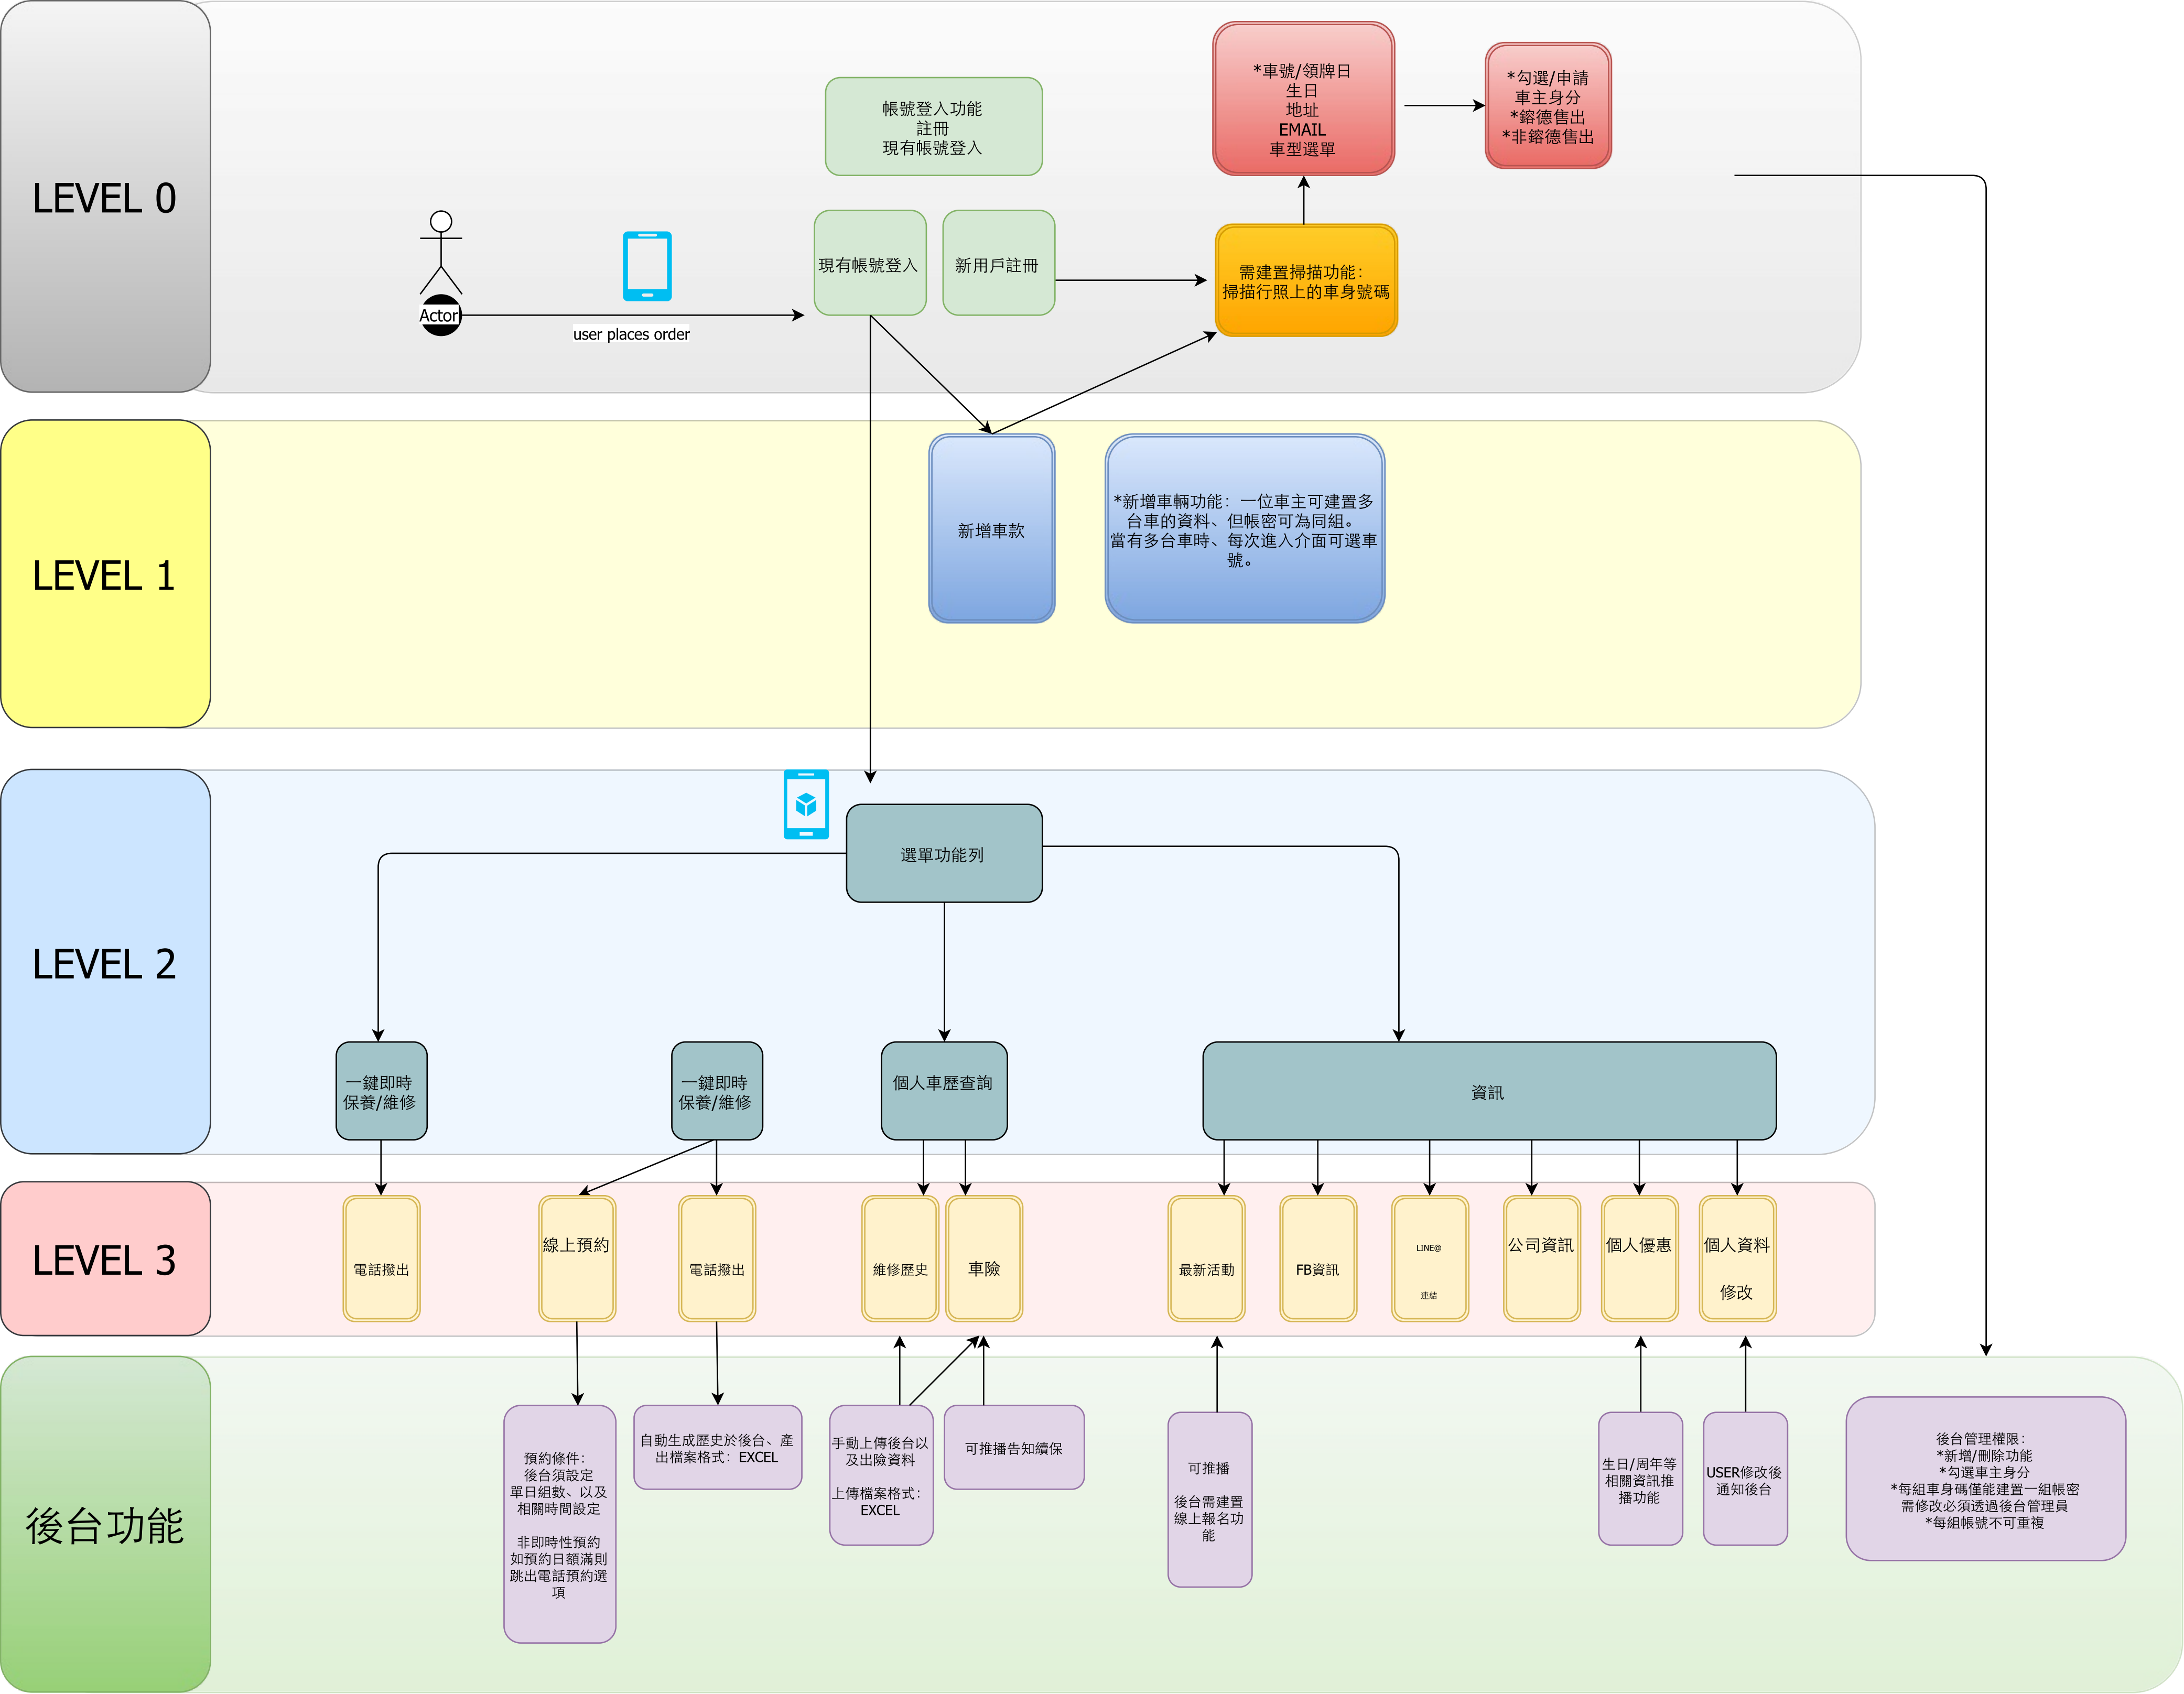 LEVEL 0
帳號登入功能
註冊
現有帳號登入
*車號/領牌日
生日
地址
EMAIL
車型選單
*勾選/申請
車主身分
*鎔德售出
*非鎔德售出
Actor
user places order
現有帳號登入
新用戶註冊
需建置掃描功能：
掃描行照上的車身號碼
LEVEL 1
新增車款
*新增車輛功能：一位車主可建置多
台車的資料、但帳密可為同組。
當有多台車時、每次進入介面可選車
號。
LEVEL 2
選單功能列
一鍵即時
保養/維修
一鍵即時
保養/維修
個人車歷查詢
資訊
LEVEL 3
電話撥出
線上預約
電話撥出
維修歷史
車險
最新活動
FB資訊
LINE@
連結
公司資訊
個人優惠
個人資料
修改
後台功能
預約條件：
後台須設定
單日組數、以及
相關時間設定
非即時性預約
如預約日額滿則
跳出電話預約選
項
自動生成歷史於後台、產
出檔案格式：EXCEL
手動上傳後台以
及出險資料
上傳檔案格式：
EXCEL
可推播告知續保
可推播
後台需建置
線上報名功
能
生日/周年等
相關資訊推
播功能
USER修改後
通知後台
後台管理權限：
*新增/刪除功能
*勾選車主身分
*每組車身碼僅能建置一組帳密
需修改必須透過後台管理員
*每組帳號不可重複